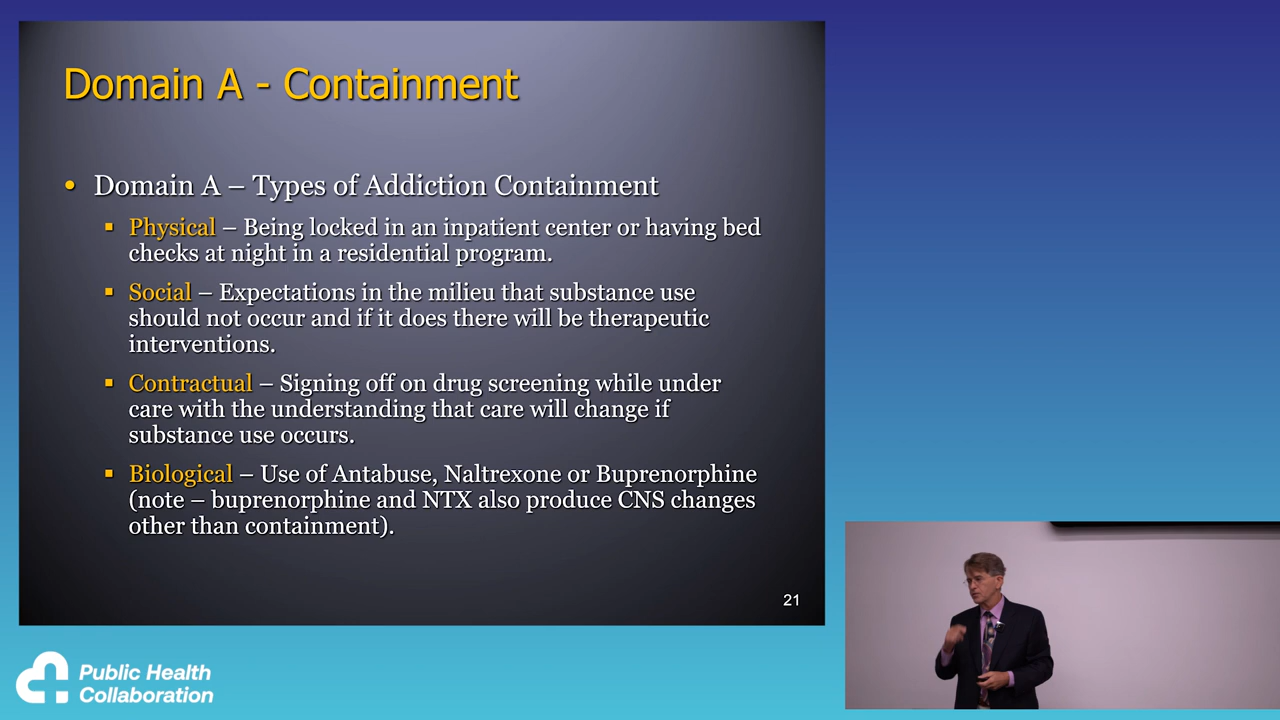 Domain A - Containment
• Domain A – Types of Addiction Containment
▪ Physical – Being locked in an inpatient center or having bed
checks at night in a residential program.
▪ Social – Expectations in the milieu that substance use
should not occur and if it does there will be therapeutic
interventions.
▪ Contractual – Signing off on drug screening while under
care with the understanding that care will change if
substance use occurs.
▪ Biological – Use of Antabuse, Naltrexone or Buprenorphine
(note – buprenorphine and NTX also produce CNS changes
other than containment).
21
Public Health
Collaboration